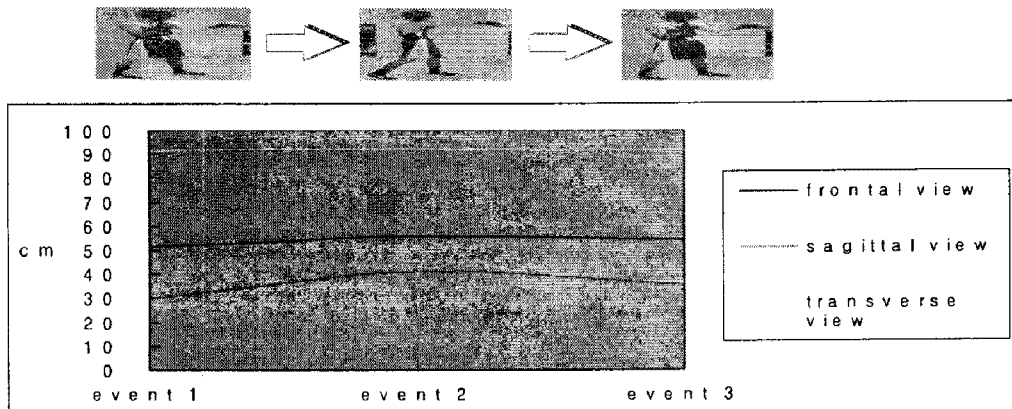 100
90
80
70
60
cm 50
40
30
20
10
0
event 1 event 2 event 3
frontal view
sagittal view
transverse
view